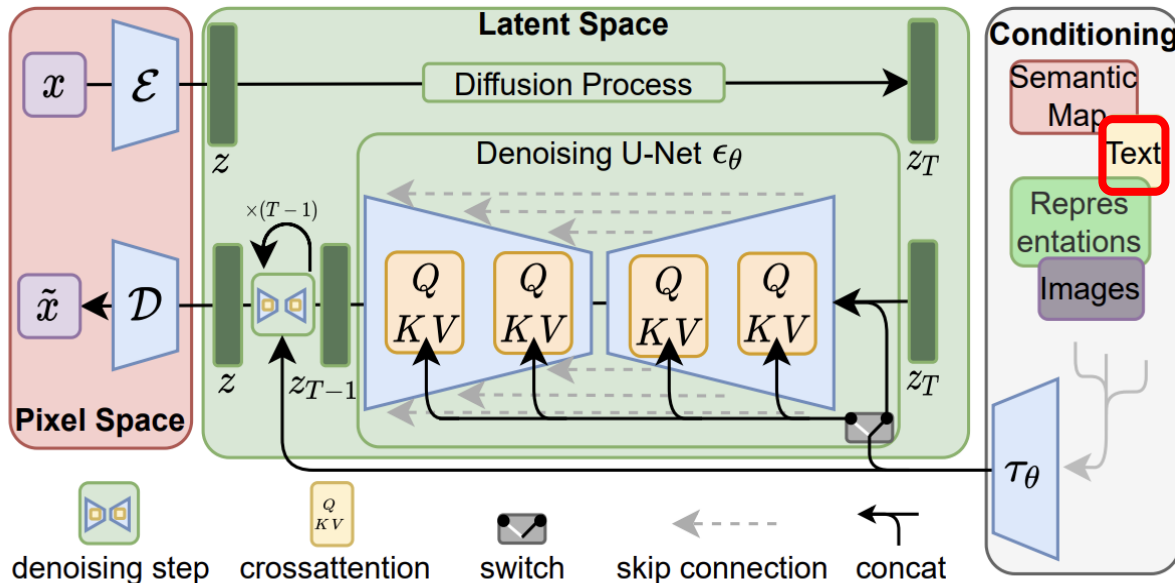 Latent Space
Conditioning
x
ℰ
Diffusion Process
Semantic
Map
Text
z
Denoising U-Net ϵ_θ
z_T
Repres
entations
Images
×(T−1)
x̃
𝒟
Q
KV
Q
KV
Q
KV
Q
KV
z
z_{T−1}
z_T
Pixel Space
τ_θ
Q
KV
denoising step
crossattention
switch
skip connection
concat